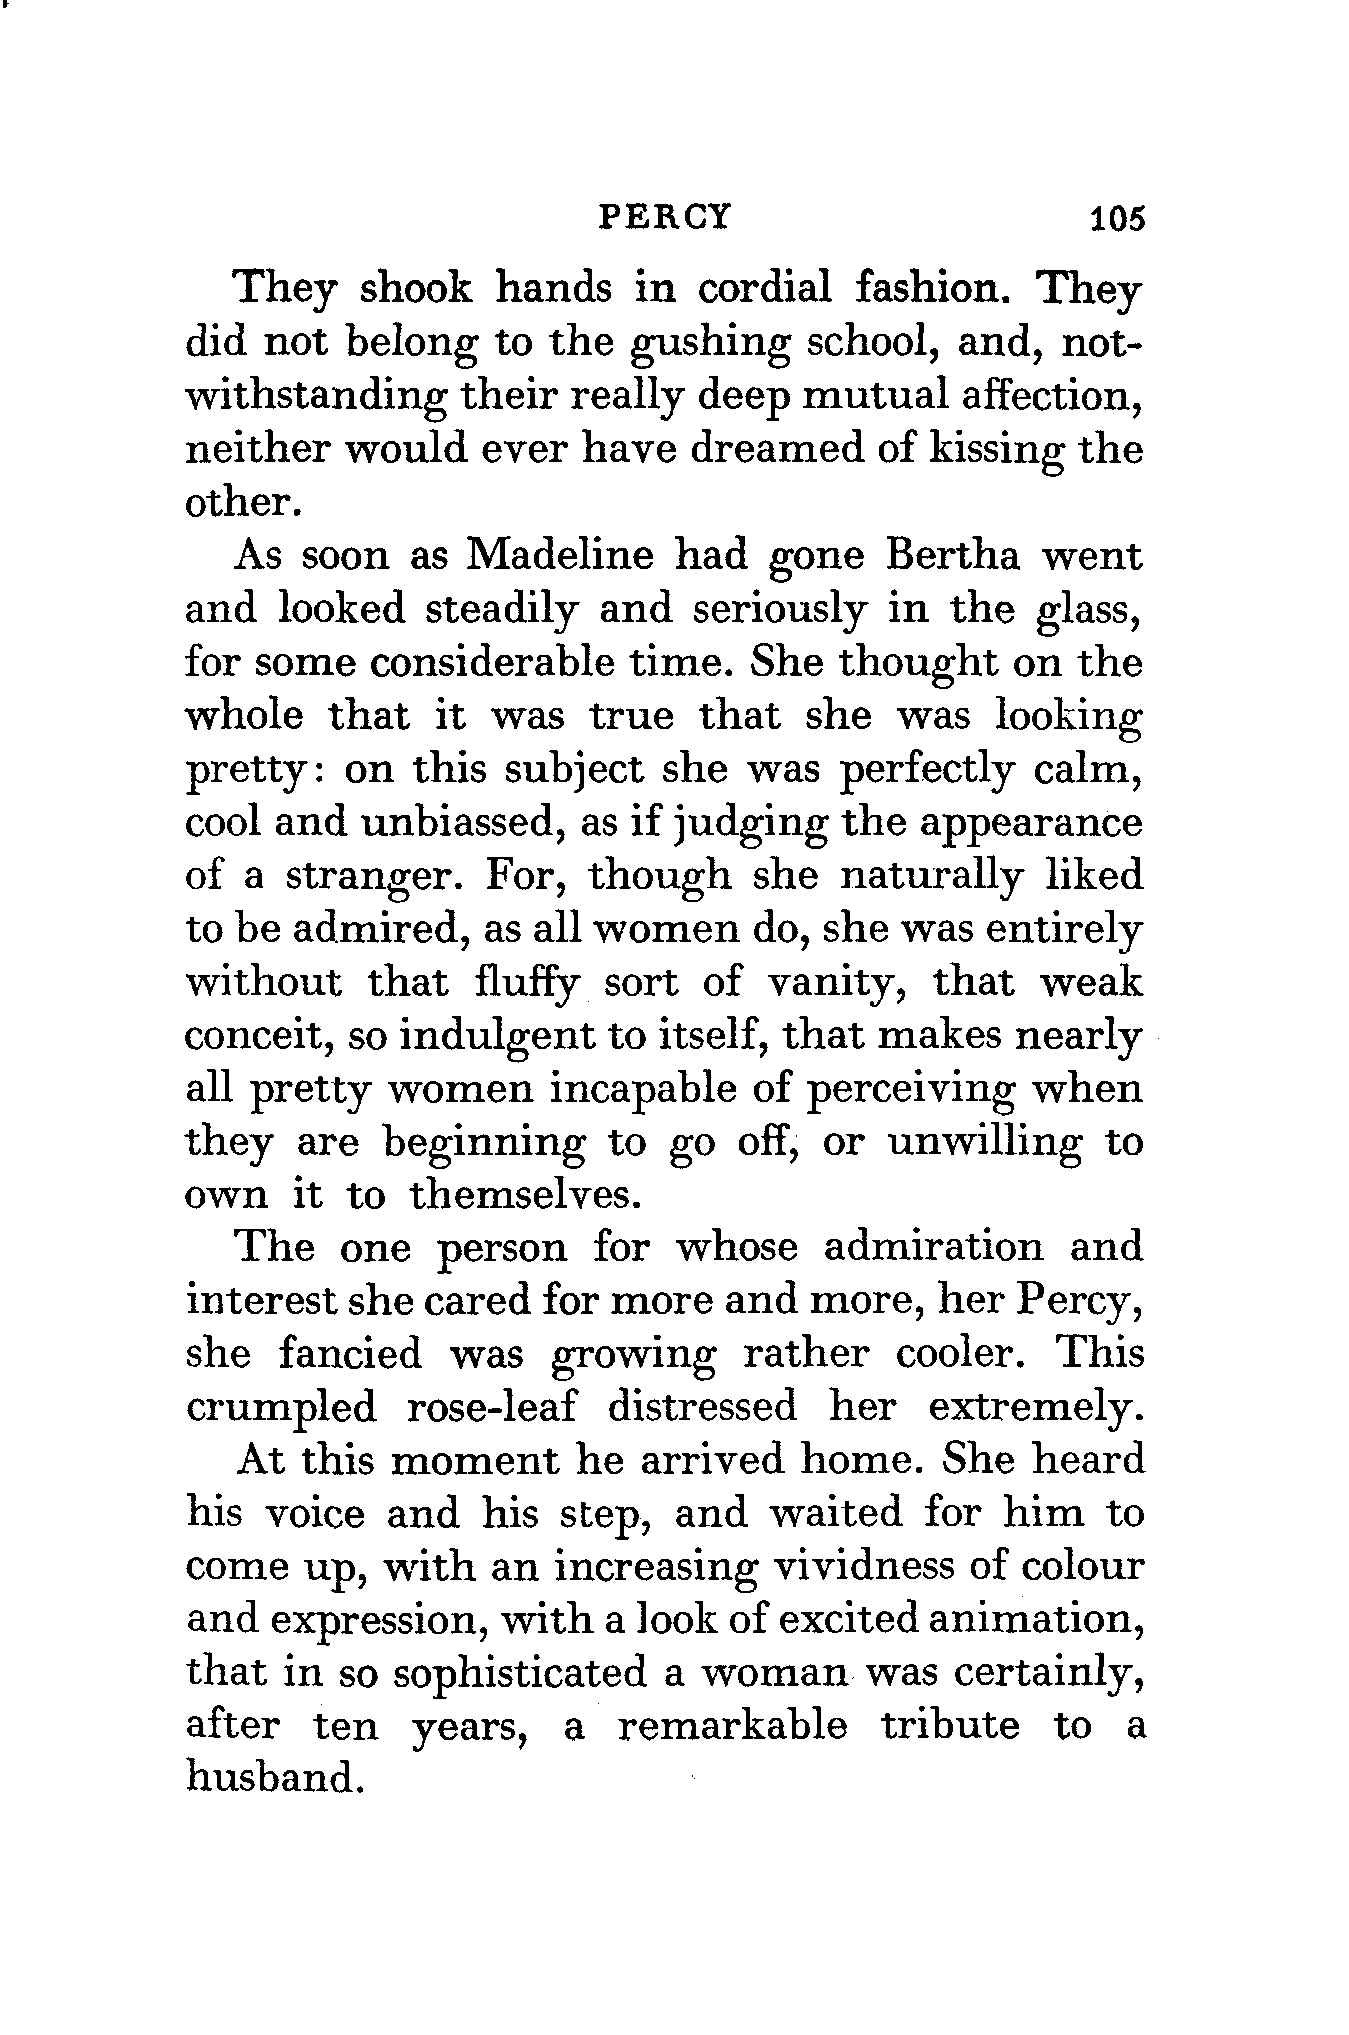 PERCY 105
They shook hands in cordial fashion. They
did not belong to the gushing school, and, not-
withstanding their really deep mutual affection,
neither would ever have dreamed of kissing the
other.
As soon as Madeline had gone Bertha went
and looked steadily and seriously in the glass,
for some considerable time. She thought on the
whole that it was true that she was looking
pretty: on this subject she was perfectly calm,
cool and unbiassed, as if judging the appearance
of a stranger. For, though she naturally liked
to be admired, as all women do, she was entirely
without that fluffy sort of vanity, that weak
conceit, so indulgent to itself, that makes nearly
all pretty women incapable of perceiving when
they are beginning to go off, or unwilling to
own it to themselves.
The one person for whose admiration and
interest she cared for more and more, her Percy,
she fancied was growing rather cooler. This
crumpled rose-leaf distressed her extremely.
At this moment he arrived home. She heard
his voice and his step, and waited for him to
come up, with an increasing vividness of colour
and expression, with a look of excited animation,
that in so sophisticated a woman was certainly,
after ten years, a remarkable tribute to a
husband.